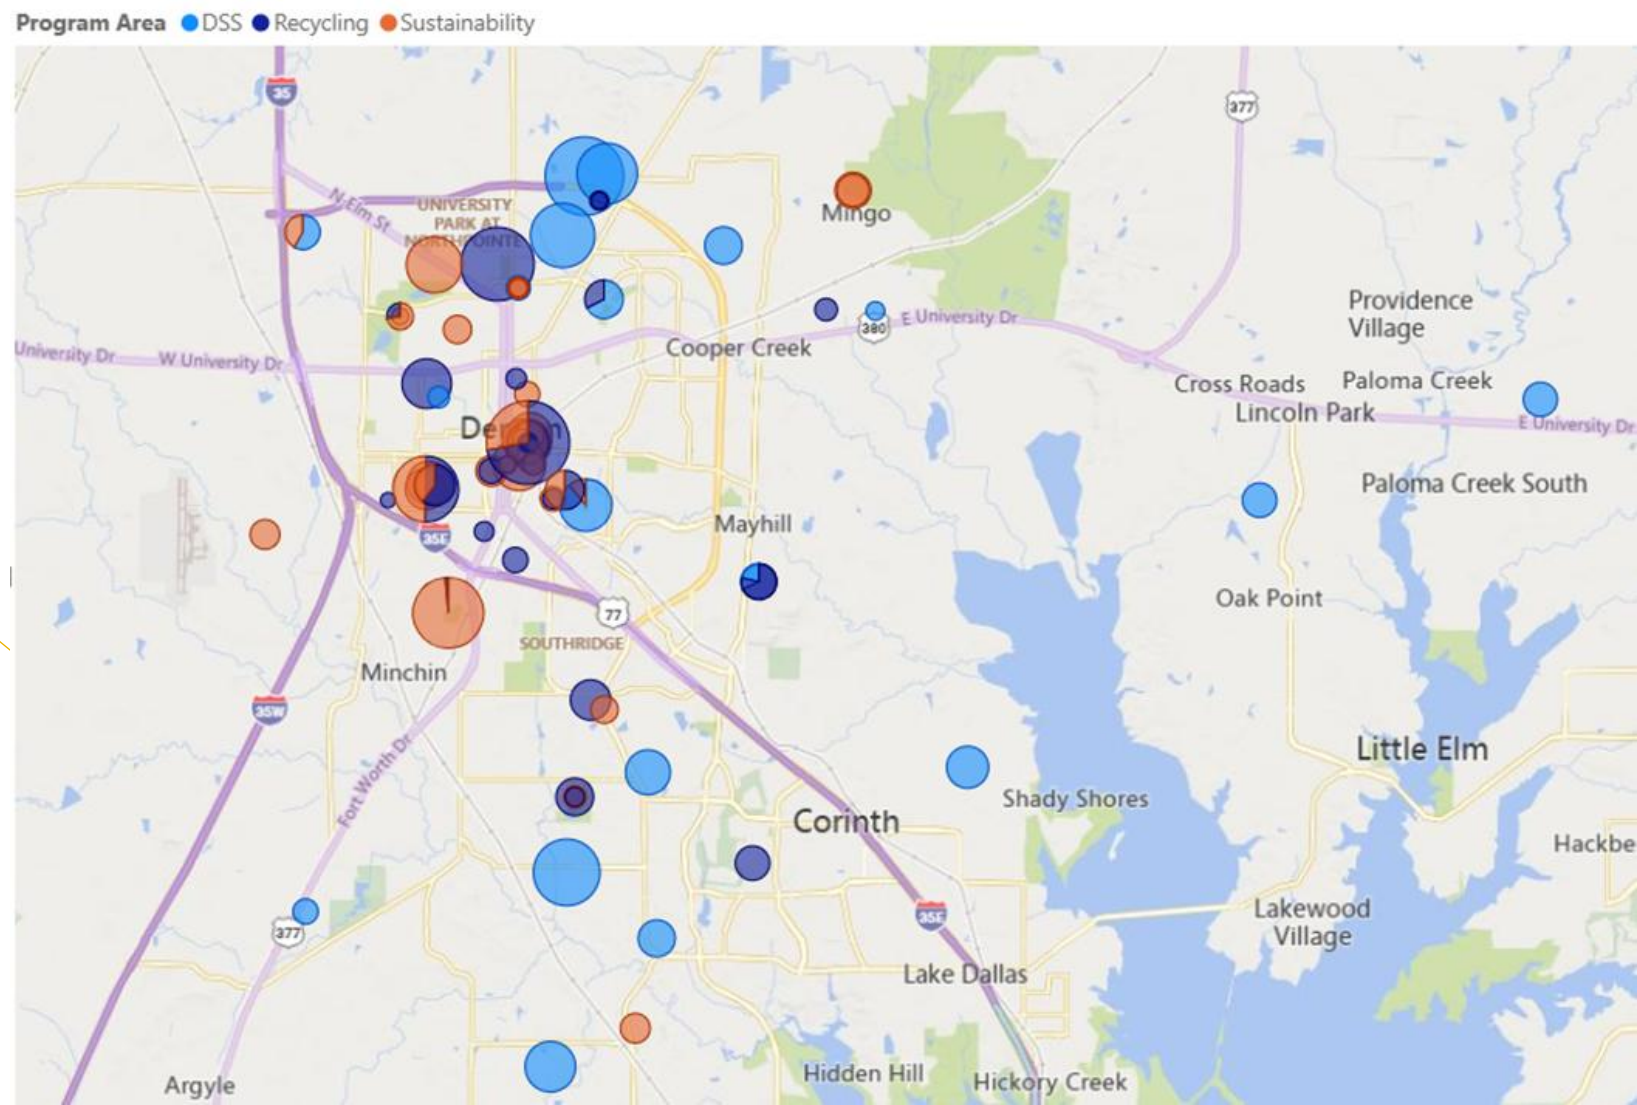 Program Area DSS Recycling Sustainability
35
377
N Elm St
UNIVERSITY
PARK AT
NORTHPOINTE
Mingo
Providence
Village
380
E University Dr
University Dr
W University Dr
Cooper Creek
Cross Roads
Paloma Creek
Lincoln Park
E University Dr
De n
Paloma Creek South
Mayhill
35E
Oak Point
77
SOUTHRIDGE
Minchin
35W
Fort Worth Dr
Little Elm
Shady Shores
Corinth
Hackbe
377
35E
Lakewood
Village
Lake Dallas
Argyle
Hidden Hill
Hickory Creek